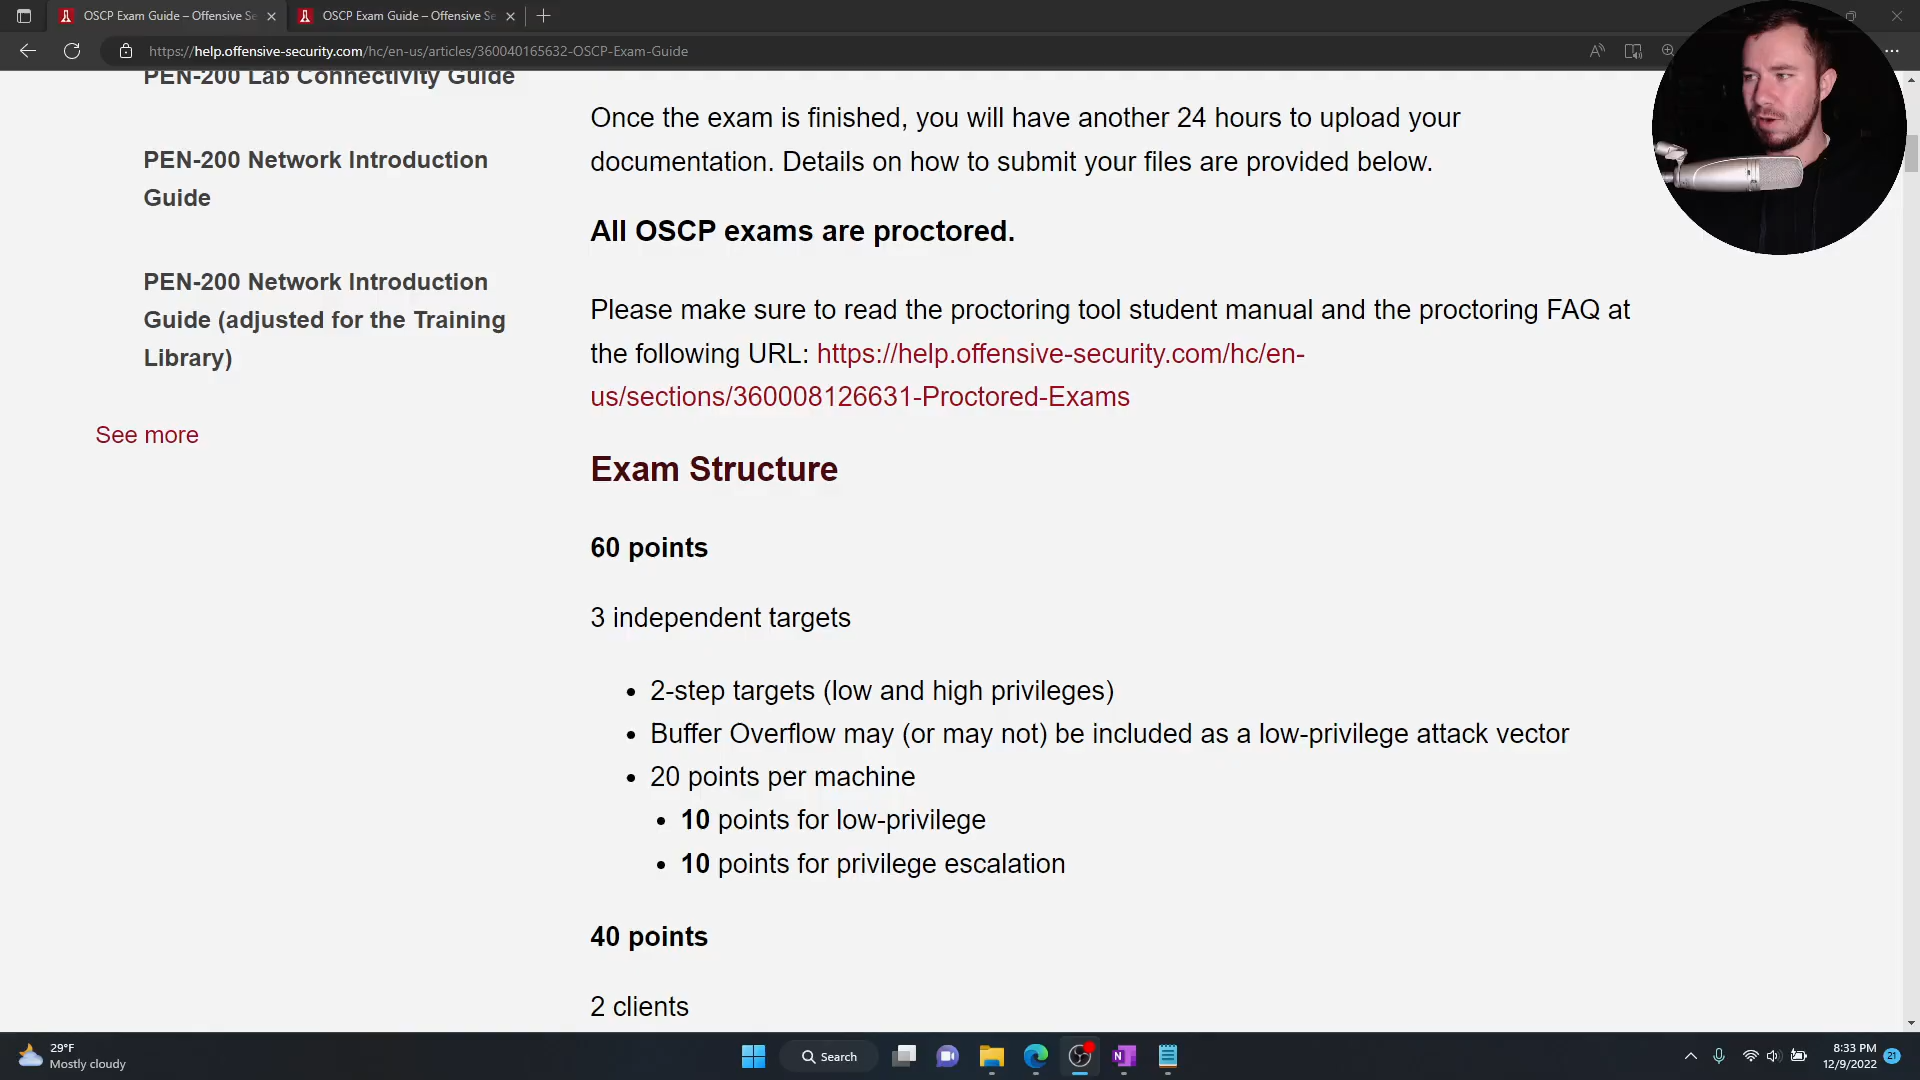 OSCP Exam Guide – Offensive Se
OSCP Exam Guide – Offensive Se
https://help.offensive-security.com/hc/en-us/articles/360040165632-OSCP-Exam-Guide
PEN-200 Lab Connectivity Guide
PEN-200 Network Introduction
Guide
PEN-200 Network Introduction
Guide (adjusted for the Training
Library)
See more
Once the exam is finished, you will have another 24 hours to upload your
documentation. Details on how to submit your files are provided below.
All OSCP exams are proctored.
Please make sure to read the proctoring tool student manual and the proctoring FAQ at
the following URL: https://help.offensive-security.com/hc/en-
us/sections/360008126631-Proctored-Exams
Exam Structure
60 points
3 independent targets
• 2-step targets (low and high privileges)
• Buffer Overflow may (or may not) be included as a low-privilege attack vector
• 20 points per machine
• 10 points for low-privilege
• 10 points for privilege escalation
40 points
2 clients
29°F
Mostly cloudy
Search
8:33 PM
12/9/2022
21